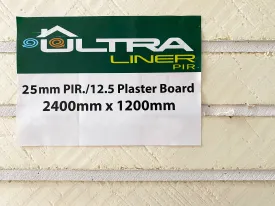 ULTRA
LINER
PIR
25mm PIR./12.5 Plaster Board
2400mm x 1200mm